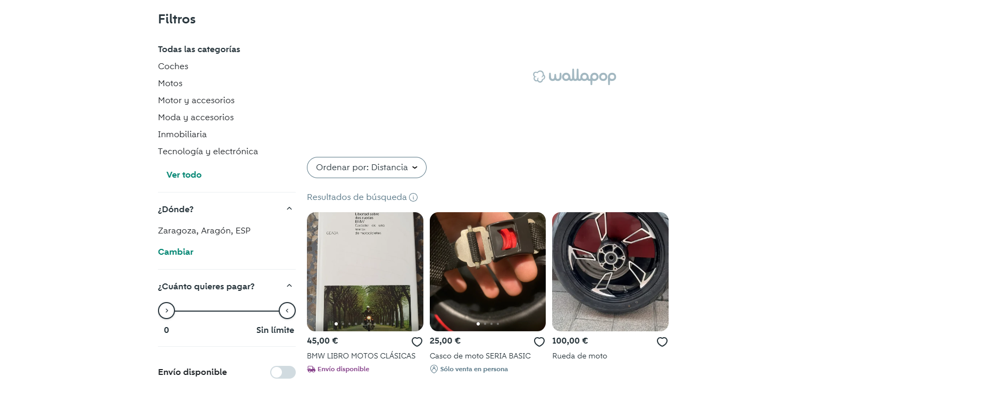 Filtros
Todas las categorías
Coches
Motos
Motor y accesorios
Moda y accesorios
Inmobiliaria
Tecnología y electrónica
Ver todo
¿Dónde?
Zaragoza, Aragón, ESP
Cambiar
¿Cuánto quieres pagar?
0
Sin límite
Envío disponible
wallapop
Ordenar por: Distancia
Resultados de búsqueda
Libertad sobre
dos ruedas
BMW
Carácter de una
marca
de motocicletas
GEASA
45,00 €
BMW LIBRO MOTOS CLÁSICAS
Envío disponible
25,00 €
Casco de moto SERIA BASIC
Sólo venta en persona
100,00 €
Rueda de moto